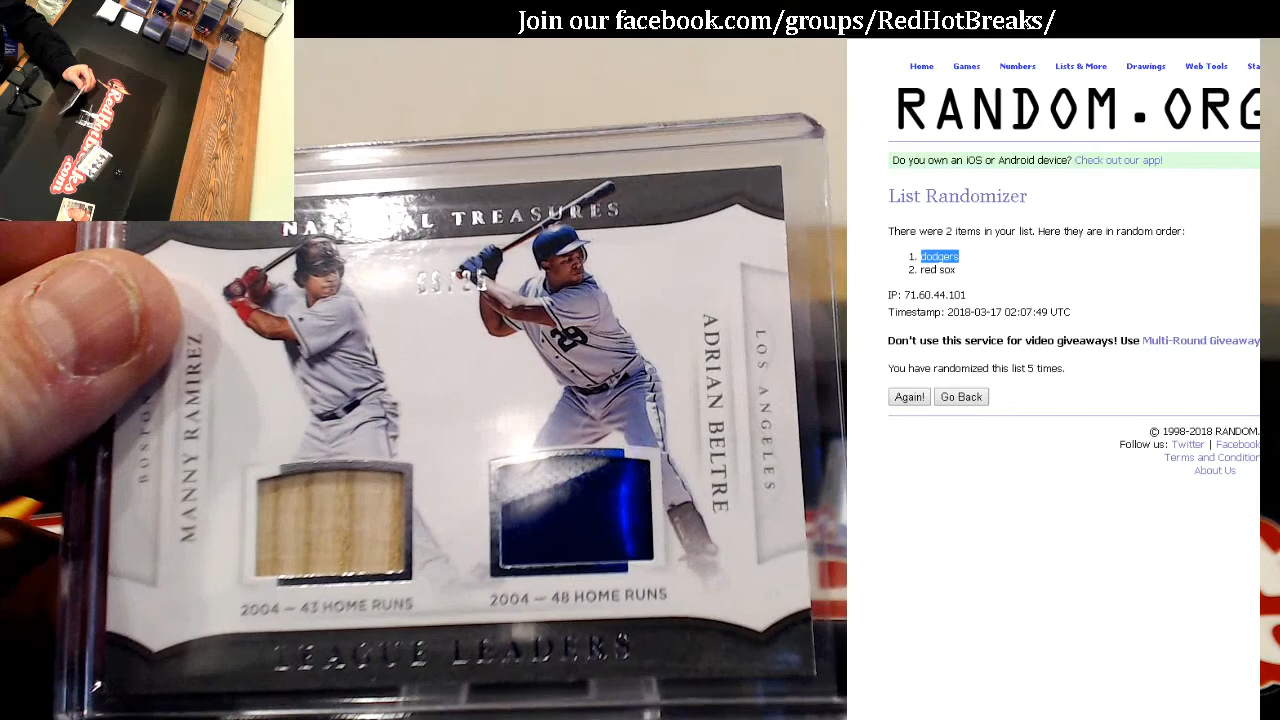 Join our facebook.com/groups/RedHotBreaks/
RedHotBreaks
.com
NATIONAL TREASURES
BOSTON
MANNY RAMIREZ
ADRIAN BELTRE
LOS ANGELES
29
2004 — 43 HOME RUNS
2004 — 48 HOME RUNS
LEAGUE LEADERS
Home Games Numbers Lists & More Drawings Web Tools Sta
RANDOM.ORG
Do you own an iOS or Android device? Check out our app!
List Randomizer
There were 2 items in your list. Here they are in random order:
1. dodgers
2. red sox
IP: 71.60.44.101
Timestamp: 2018-03-17 02:07:49 UTC
Don't use this service for video giveaways! Use Multi-Round Giveaway
You have randomized this list 5 times.
Again! Go Back
© 1998-2018 RANDOM.
Follow us: Twitter | Facebook
Terms and Condition
About Us